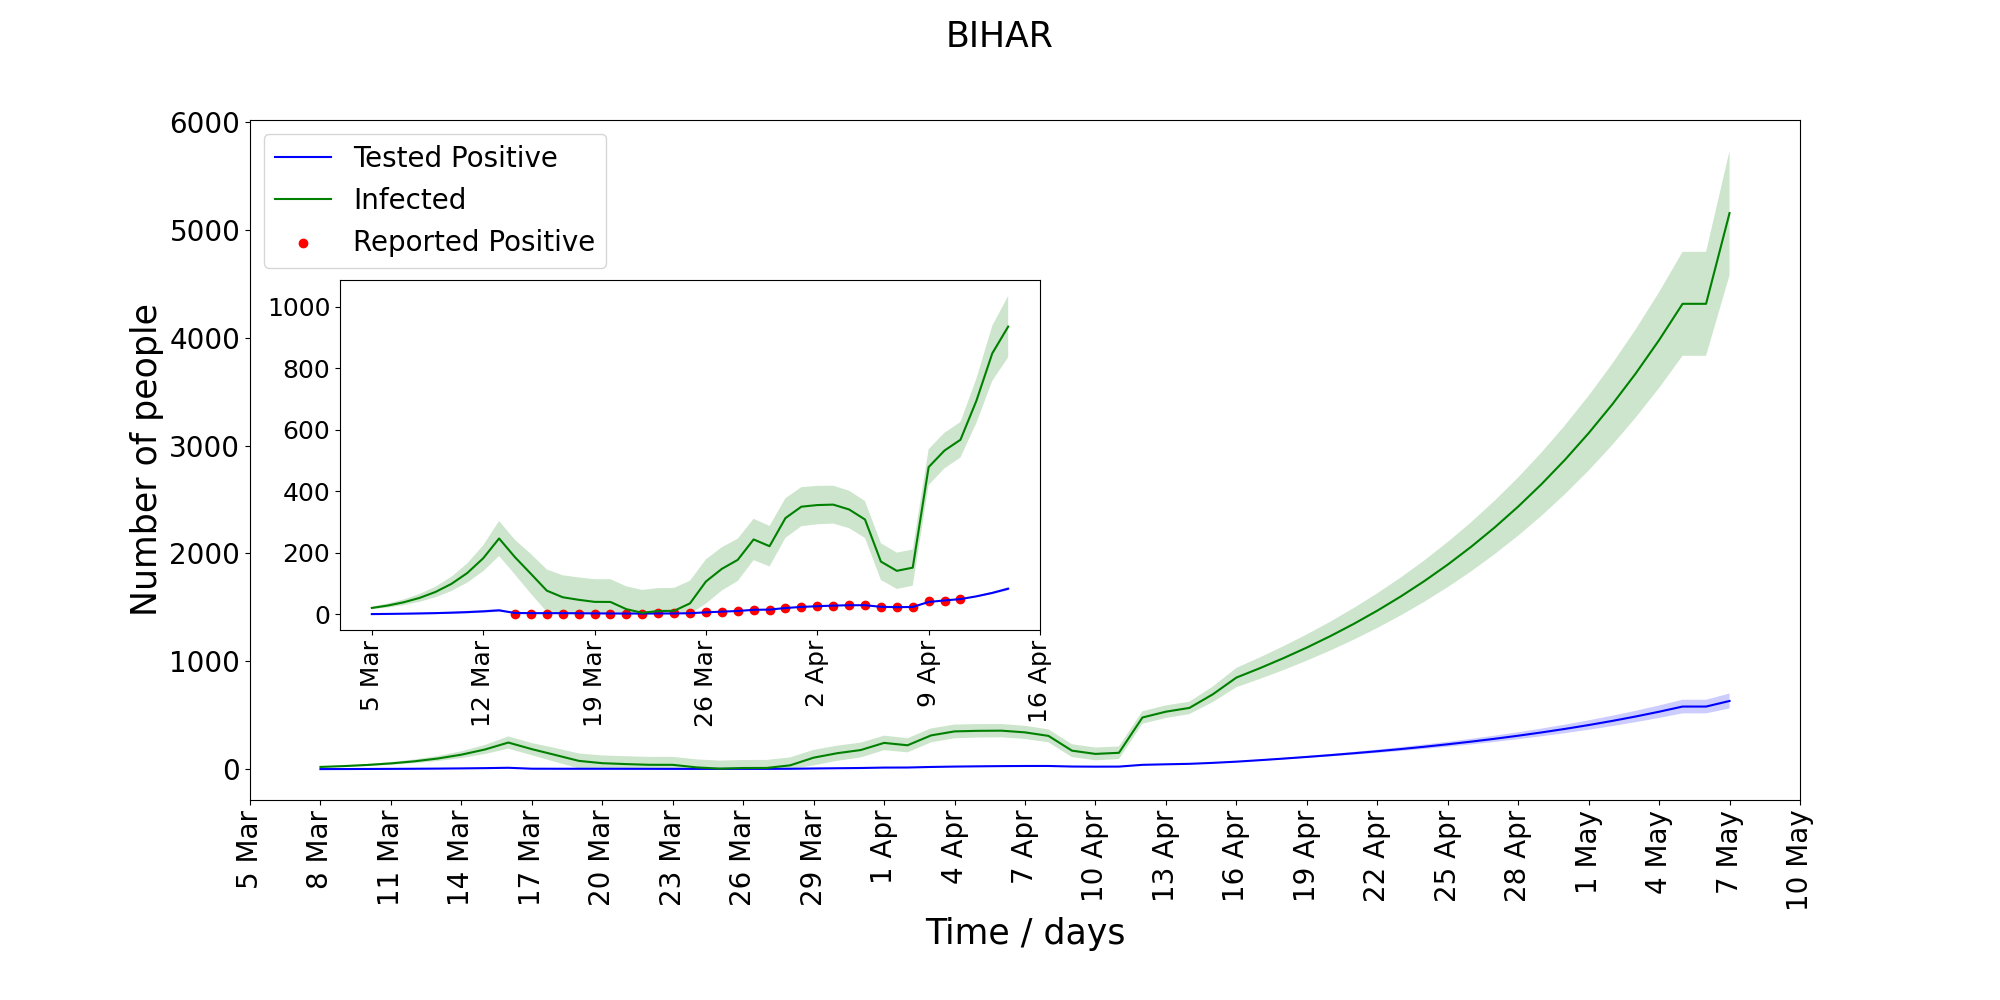 BIHAR
6000
5000
4000
3000
2000
1000
0
Number of people
Tested Positive
Infected
Reported Positive
1000
800
600
400
200
0
5 Mar
12 Mar
19 Mar
26 Mar
2 Apr
9 Apr
16 Apr
5 Mar
8 Mar
11 Mar
14 Mar
17 Mar
20 Mar
23 Mar
26 Mar
29 Mar
1 Apr
4 Apr
7 Apr
10 Apr
13 Apr
16 Apr
19 Apr
22 Apr
25 Apr
28 Apr
1 May
4 May
7 May
10 May
Time / days